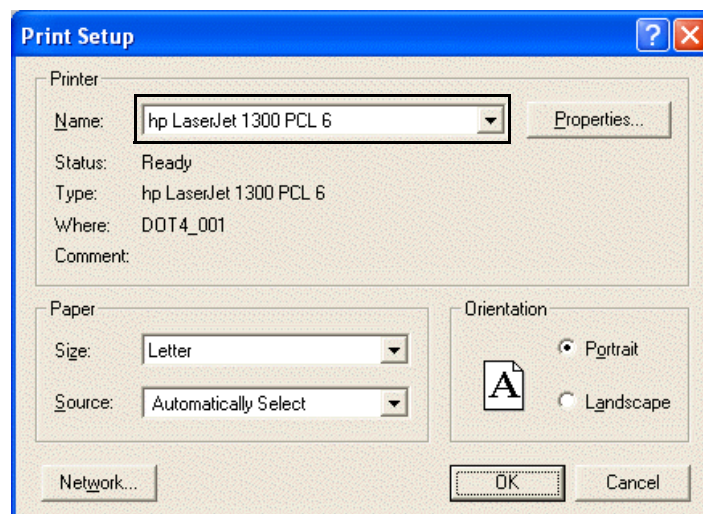 Print Setup
Printer
Name: hp LaserJet 1300 PCL 6 Properties...
Status: Ready
Type: hp LaserJet 1300 PCL 6
Where: DOT4_001
Comment:
Paper
Size: Letter
Source: Automatically Select
Orientation
A
Portrait
Landscape
Network... OK Cancel